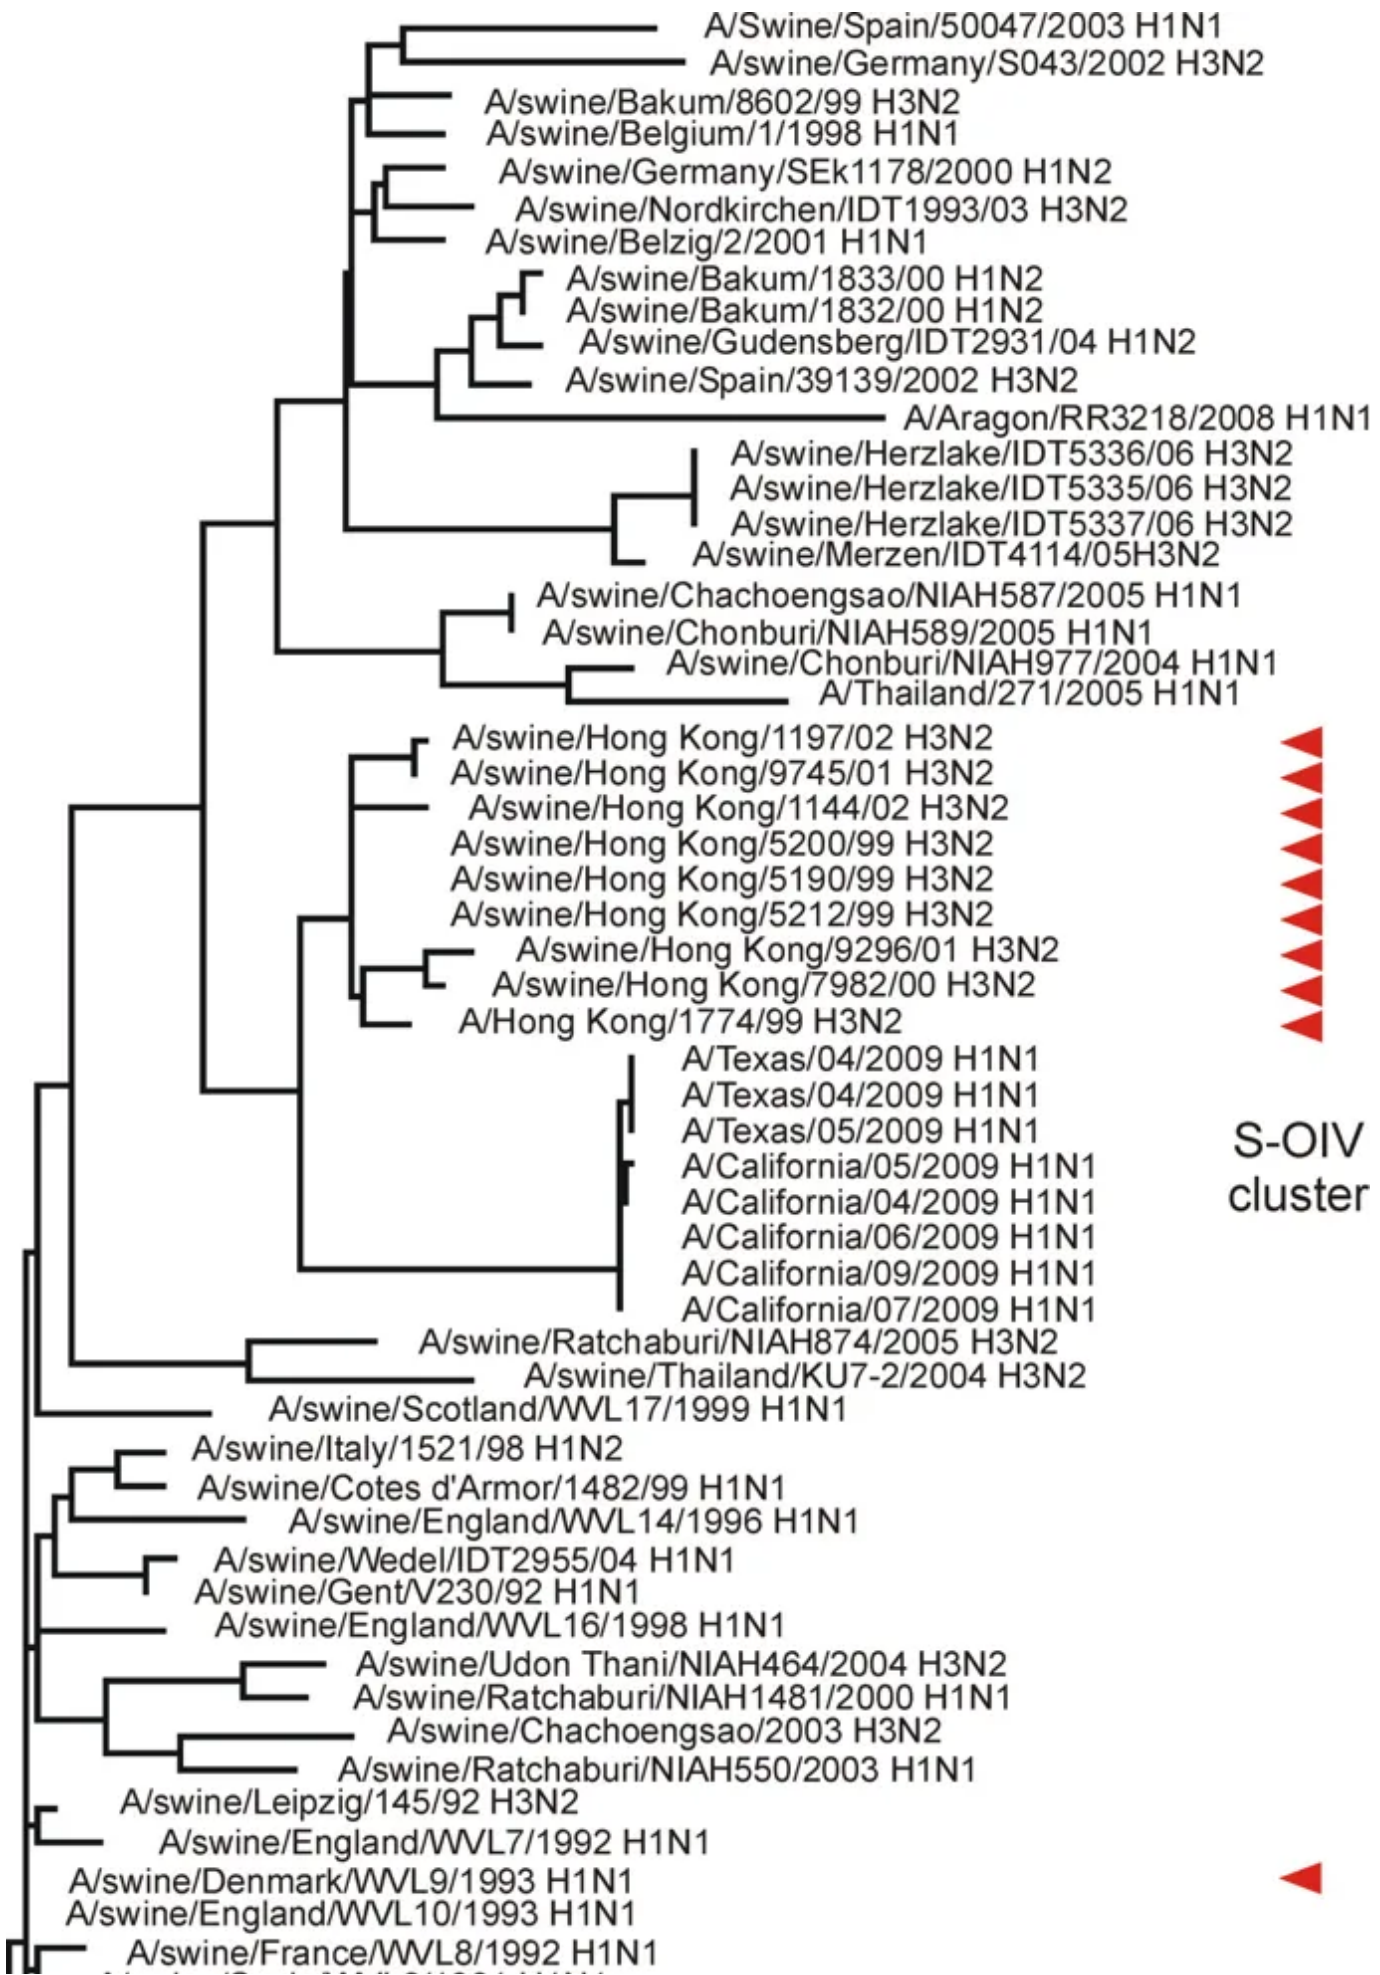 A/Swine/Spain/50047/2003 H1N1
A/swine/Germany/S043/2002 H3N2
A/swine/Bakum/8602/99 H3N2
A/swine/Belgium/1/1998 H1N1
A/swine/Germany/SEk1178/2000 H1N2
A/swine/Nordkirchen/IDT1993/03 H3N2
A/swine/Belzig/2/2001 H1N1
A/swine/Bakum/1833/00 H1N2
A/swine/Bakum/1832/00 H1N2
A/swine/Gudensberg/IDT2931/04 H1N2
A/swine/Spain/39139/2002 H3N2
A/Aragon/RR3218/2008 H1N1
A/swine/Herzlake/IDT5336/06 H3N2
A/swine/Herzlake/IDT5335/06 H3N2
A/swine/Herzlake/IDT5337/06 H3N2
A/swine/Merzen/IDT4114/05H3N2
A/swine/Chachoengsao/NIAH587/2005 H1N1
A/swine/Chonburi/NIAH589/2005 H1N1
A/swine/Chonburi/NIAH977/2004 H1N1
A/Thailand/271/2005 H1N1
A/swine/Hong Kong/1197/02 H3N2
A/swine/Hong Kong/9745/01 H3N2
A/swine/Hong Kong/1144/02 H3N2
A/swine/Hong Kong/5200/99 H3N2
A/swine/Hong Kong/5190/99 H3N2
A/swine/Hong Kong/5212/99 H3N2
A/swine/Hong Kong/9296/01 H3N2
A/swine/Hong Kong/7982/00 H3N2
A/Hong Kong/1774/99 H3N2
A/Texas/04/2009 H1N1
A/Texas/04/2009 H1N1
A/Texas/05/2009 H1N1
A/California/05/2009 H1N1
A/California/04/2009 H1N1
A/California/06/2009 H1N1
A/California/09/2009 H1N1
A/California/07/2009 H1N1
S-OIV
cluster
A/swine/Ratchaburi/NIAH874/2005 H3N2
A/swine/Thailand/KU7-2/2004 H3N2
A/swine/Scotland/WVL17/1999 H1N1
A/swine/Italy/1521/98 H1N2
A/swine/Cotes d'Armor/1482/99 H1N1
A/swine/England/WVL14/1996 H1N1
A/swine/Wedel/IDT2955/04 H1N1
A/swine/Gent/V230/92 H1N1
A/swine/England/WVL16/1998 H1N1
A/swine/Udon Thani/NIAH464/2004 H3N2
A/swine/Ratchaburi/NIAH1481/2000 H1N1
A/swine/Chachoengsao/2003 H3N2
A/swine/Ratchaburi/NIAH550/2003 H1N1
A/swine/Leipzig/145/92 H3N2
A/swine/England/WVL7/1992 H1N1
A/swine/Denmark/WVL9/1993 H1N1
A/swine/England/WVL10/1993 H1N1
A/swine/France/WVL8/1992 H1N1